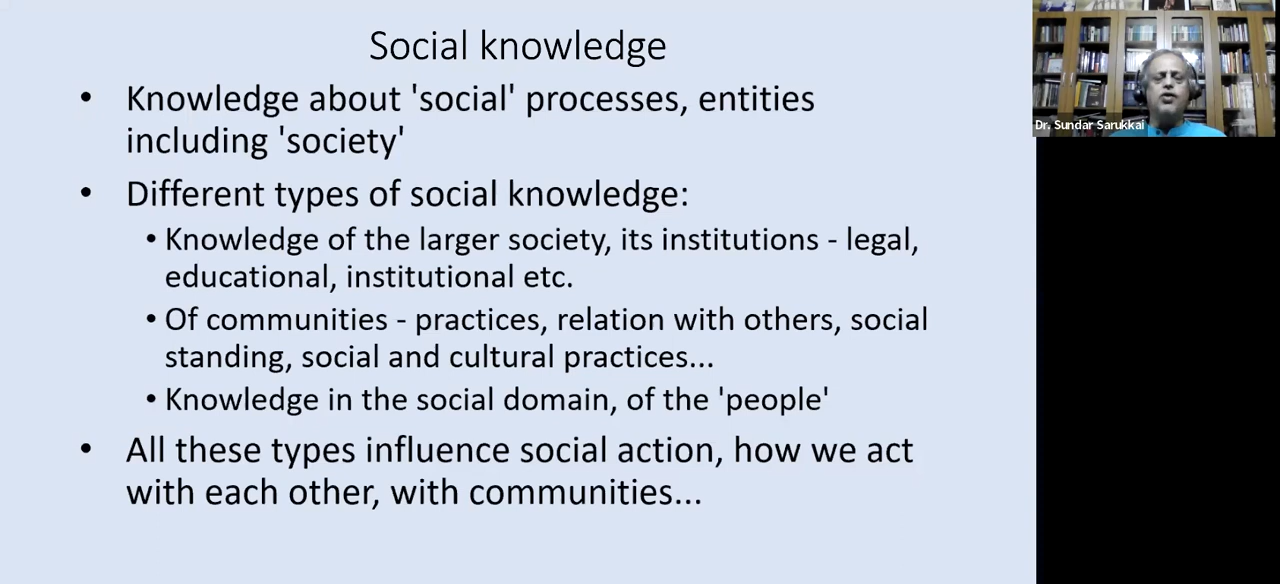 Social knowledge
• Knowledge about 'social' processes, entities
including 'society'
• Different types of social knowledge:
• Knowledge of the larger society, its institutions - legal,
educational, institutional etc.
• Of communities - practices, relation with others, social
standing, social and cultural practices...
• Knowledge in the social domain, of the 'people'
• All these types influence social action, how we act
with each other, with communities...
Dr. Sundar Sarukkai